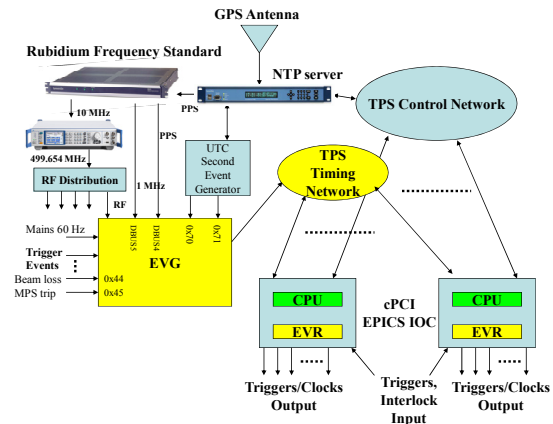 GPS Antenna
Rubidium Frequency Standard
NTP server
PPS
TPS Control Network
10 MHz
PPS
499.654 MHz
UTC
Second
Event
Generator
TPS
Timing
Network
RF Distribution
1 MHz
RF
Mains 60 Hz
DBUS5
DBUS4
0x70
0x71
Trigger
Events
EVG
Beam loss
0x44
MPS trip
0x45
CPU
EVR
cPCI
EPICS IOC
CPU
EVR
Triggers/Clocks
Output
Triggers,
Interlock
Input
Triggers/Clocks
Output